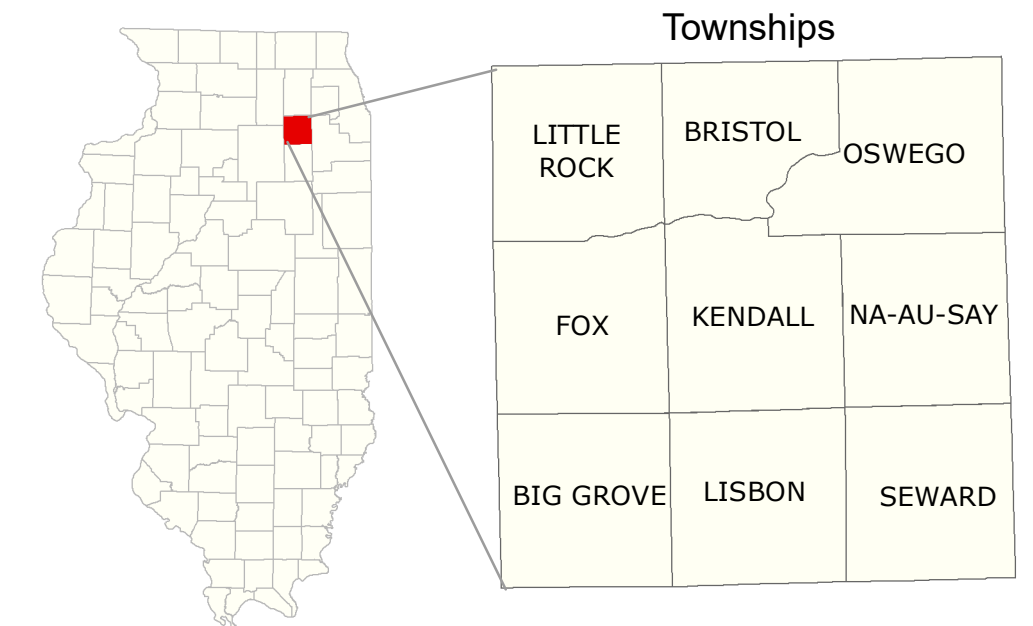 Townships
LITTLE
ROCK
BRISTOL
OSWEGO
FOX
KENDALL
NA-AU-SAY
BIG GROVE
LISBON
SEWARD